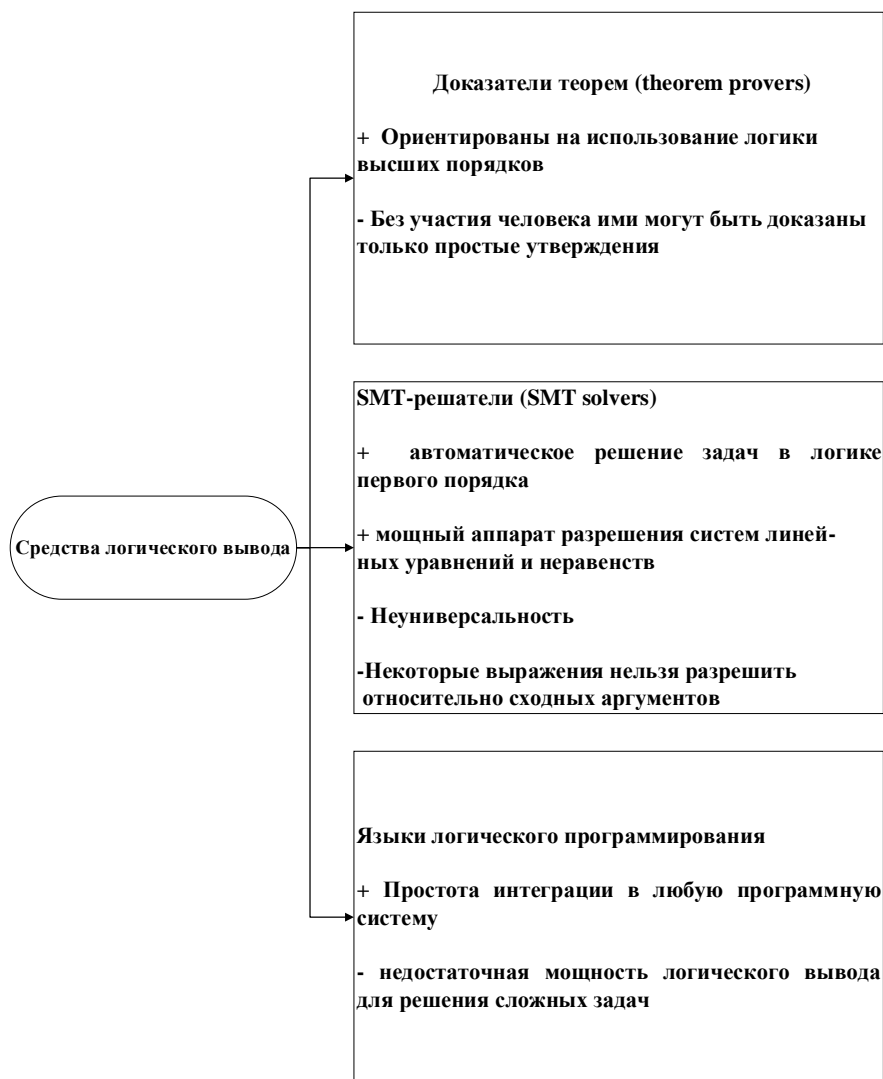 Доказатели теорем (theorem provers)
+ Ориентированы на использование логики
высших порядков
- Без участия человека ими могут быть доказаны
только простые утверждения
SMT-решатели (SMT solvers)
+ автоматическое решение задач в логике
первого порядка
+ мощный аппарат разрешения систем линей-
ных уравнений и неравенств
- Неуниверсальность
-Некоторые выражения нельзя разрешить
относительно сходных аргументов
Средства логического вывода
Языки логического программирования
+ Простота интеграции в любую программную
систему
- недостаточная мощность логического вывода
для решения сложных задач